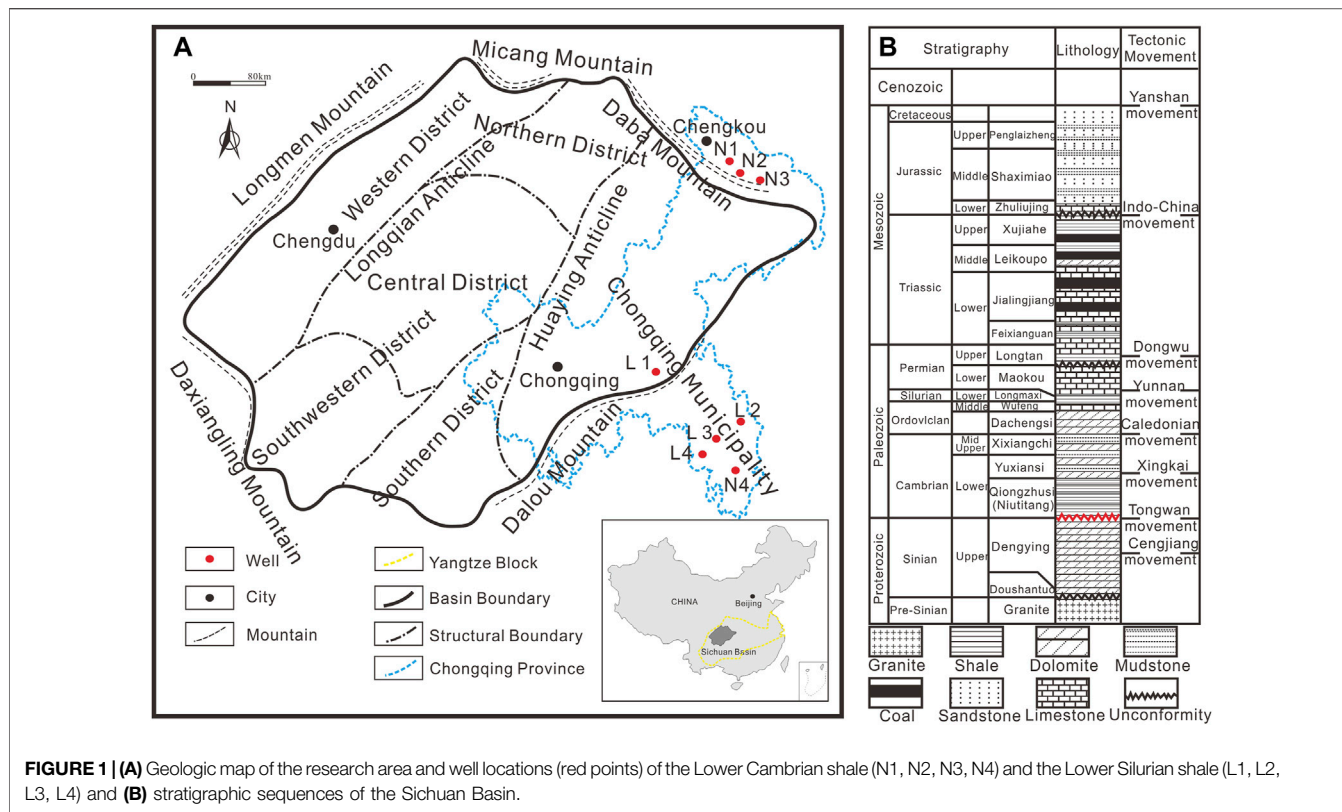 A
0 80km
N
Micang Mountain
Longmen Mountain
Western District
Northern District
Daba Mountain
Chengkou
N1
N2
N3
Longqian Anticline
Chengdu
Central District
Huaying Anticline
Chongqing Municipality
Southwestern District
Southern District
Chongqing
L 1
L 2
L 3
L4
N4
Daxiangling Mountain
Dalou Mountain
Well
City
Mountain
Yangtze Block
Basin Boundary
Structural Boundary
Chongqing Province
CHINA
Beijing
Sichuan Basin
B
Stratigraphy Lithology Tectonic Movement
Cenozoic
Yanshan movement
Mesozoic
Cretaceous
Jurassic
Upper Penglaizheng
Middle Shaximiao
Lower Zhuliujing
Indo-China movement
Triassic
Upper Xujiahe
Middle Leikoupo
Lower Jialingjiang
Feixianguan
Dongwu movement
Paleozoic
Permian
Upper Longtan
Lower Maokou
Yunnan movement
Silurian Lower Longmaxi
Ordovlclan Middle Wufeng
Dachengsi
Caledonian movement
Cambrian
Mid Upper Xixiangchi
Lower Yuxiansi
Xingkai movement
Qiongzhusi (Niutitang)
Tongwan movement
Proterozoic
Sinian Upper Dengying
Cengjiang movement
Doushantuo
Pre-Sinian Granite
Granite Shale Dolomite Mudstone
Coal Sandstone Limestone Unconformity
FIGURE 1 | (A) Geologic map of the research area and well locations (red points) of the Lower Cambrian shale (N1, N2, N3, N4) and the Lower Silurian shale (L1, L2,
L3, L4) and (B) stratigraphic sequences of the Sichuan Basin.